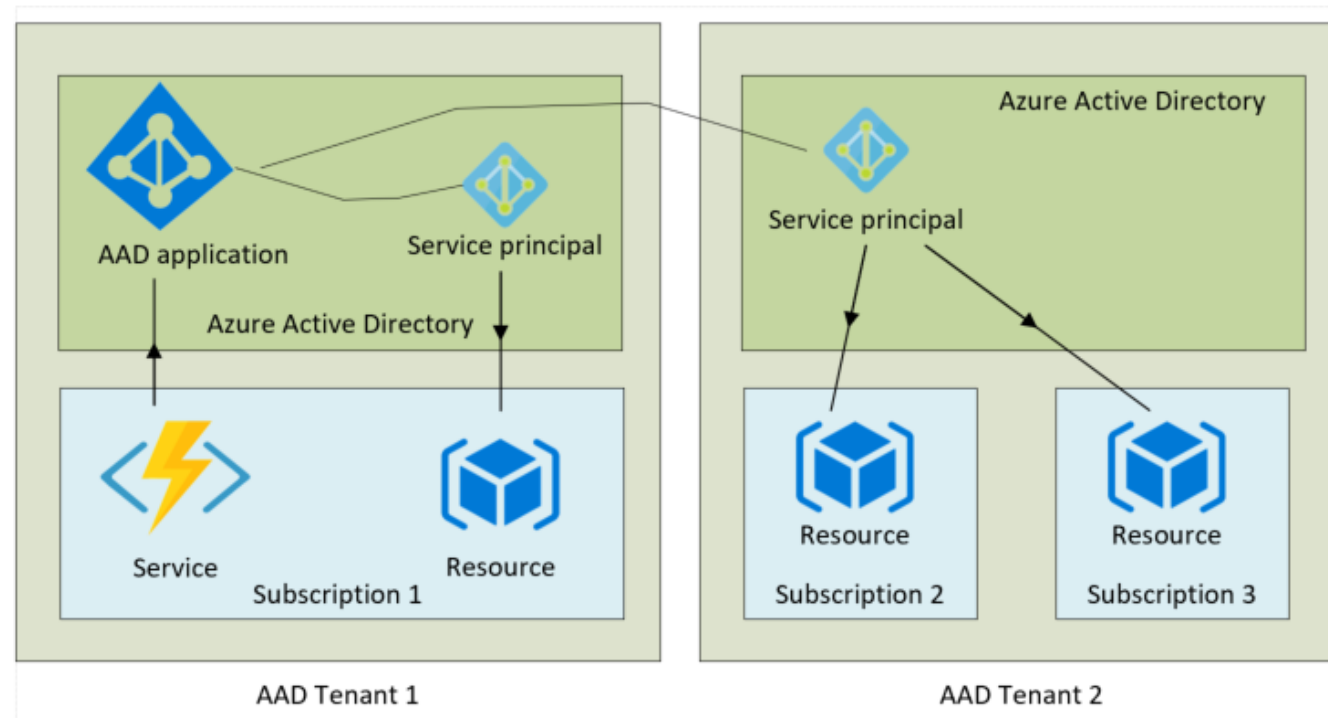 AAD application
Service principal
Azure Active Directory
Service
Resource
Subscription 1
AAD Tenant 1
Azure Active Directory
Service principal
Resource
Subscription 2
Resource
Subscription 3
AAD Tenant 2